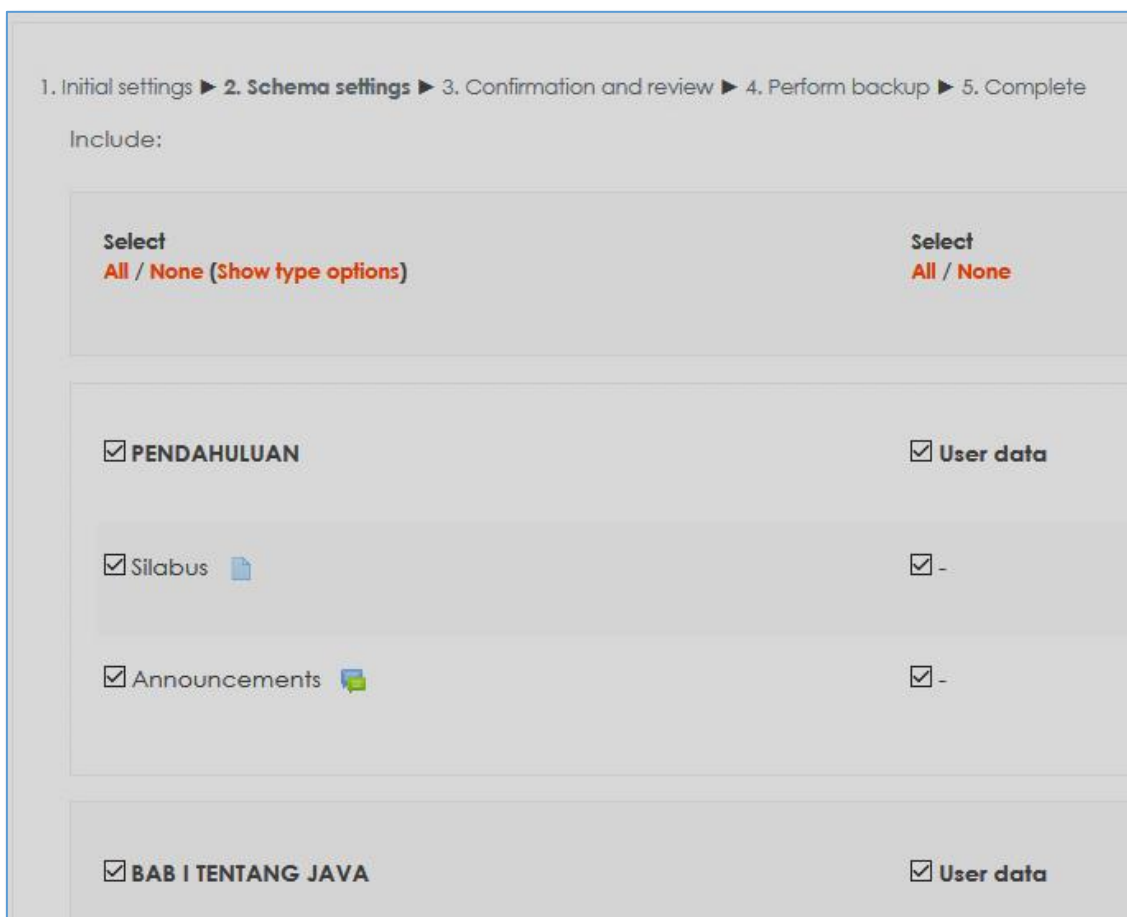 1. Initial settings ► 2. Schema settings ► 3. Confirmation and review ► 4. Perform backup ► 5. Complete
Include:
Select Select
All / None (Show type options) All / None
PENDAHULUAN User data
Silabus -
Announcements -
BAB I TENTANG JAVA User data